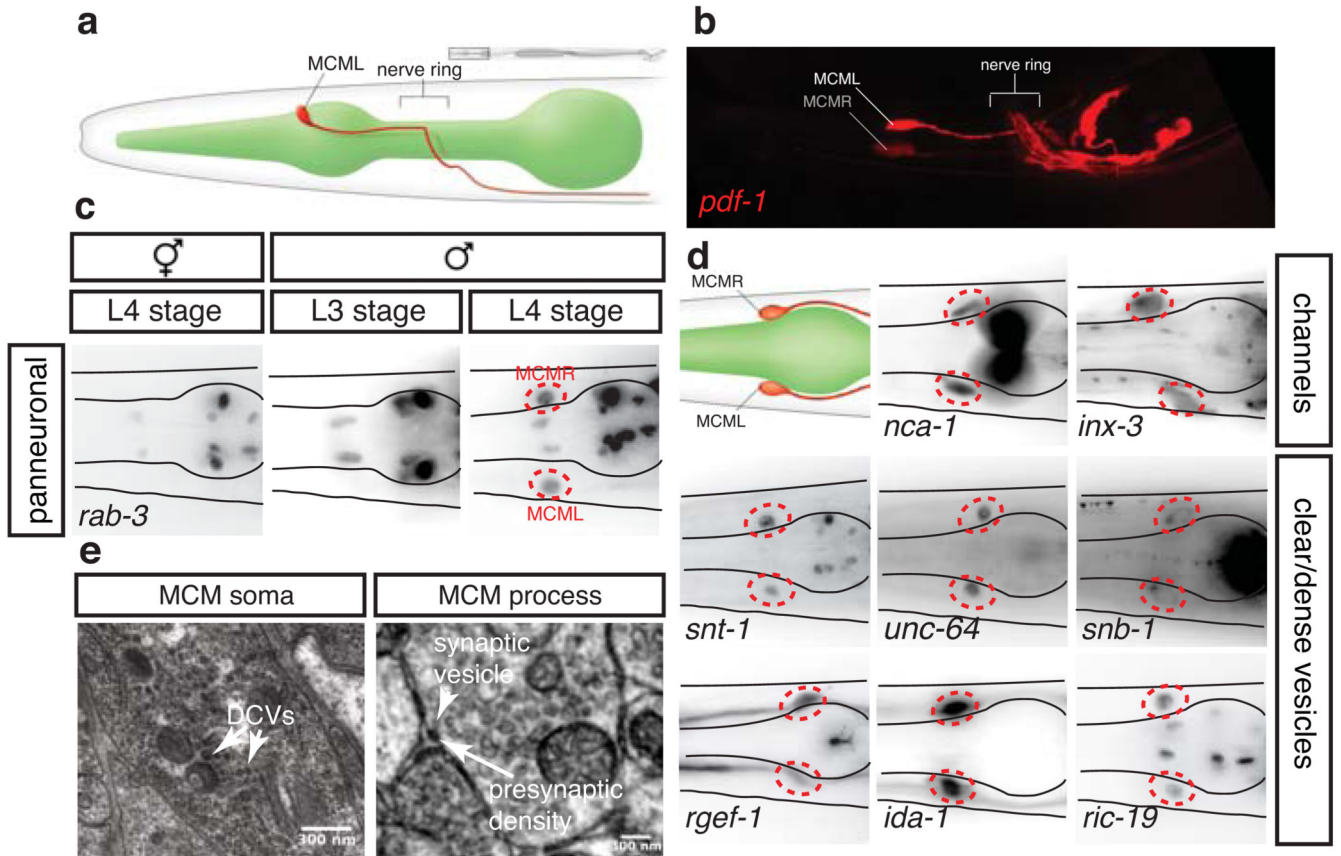 a
MCML
nerve ring
b
nerve ring
MCML
MCMR
pdf-1
c
⚥
♂
L4 stage
L3 stage
L4 stage
panneuronal
rab-3
MCMR
MCML
d
MCMR
MCML
nca-1
inx-3
channels
snt-1
unc-64
snb-1
rgef-1
ida-1
ric-19
clear/dense vesicles
e
MCM soma
MCM process
DCVs
300 nm
synaptic
vesicle
presynaptic
density